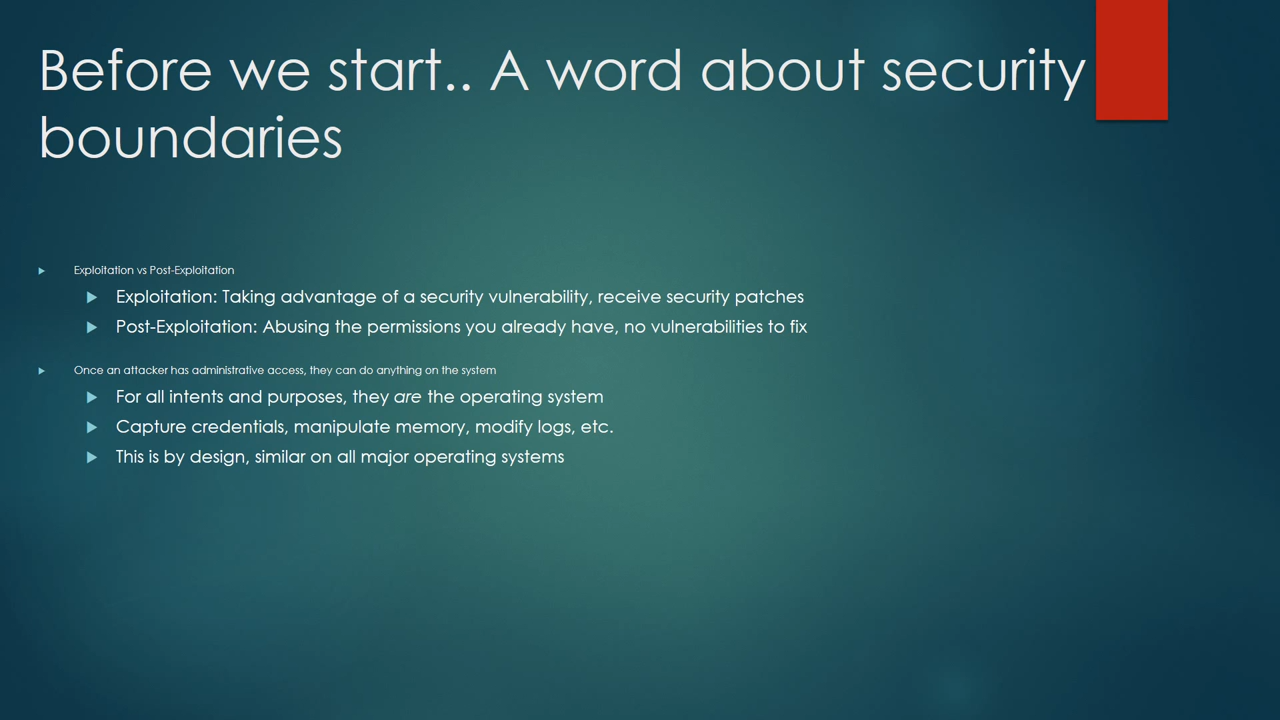 Before we start.. A word about security
boundaries
Exploitation vs Post-Exploitation
Exploitation: Taking advantage of a security vulnerability, receive security patches
Post-Exploitation: Abusing the permissions you already have, no vulnerabilities to fix
Once an attacker has administrative access, they can do anything on the system
For all intents and purposes, they are the operating system
Capture credentials, manipulate memory, modify logs, etc.
This is by design, similar on all major operating systems